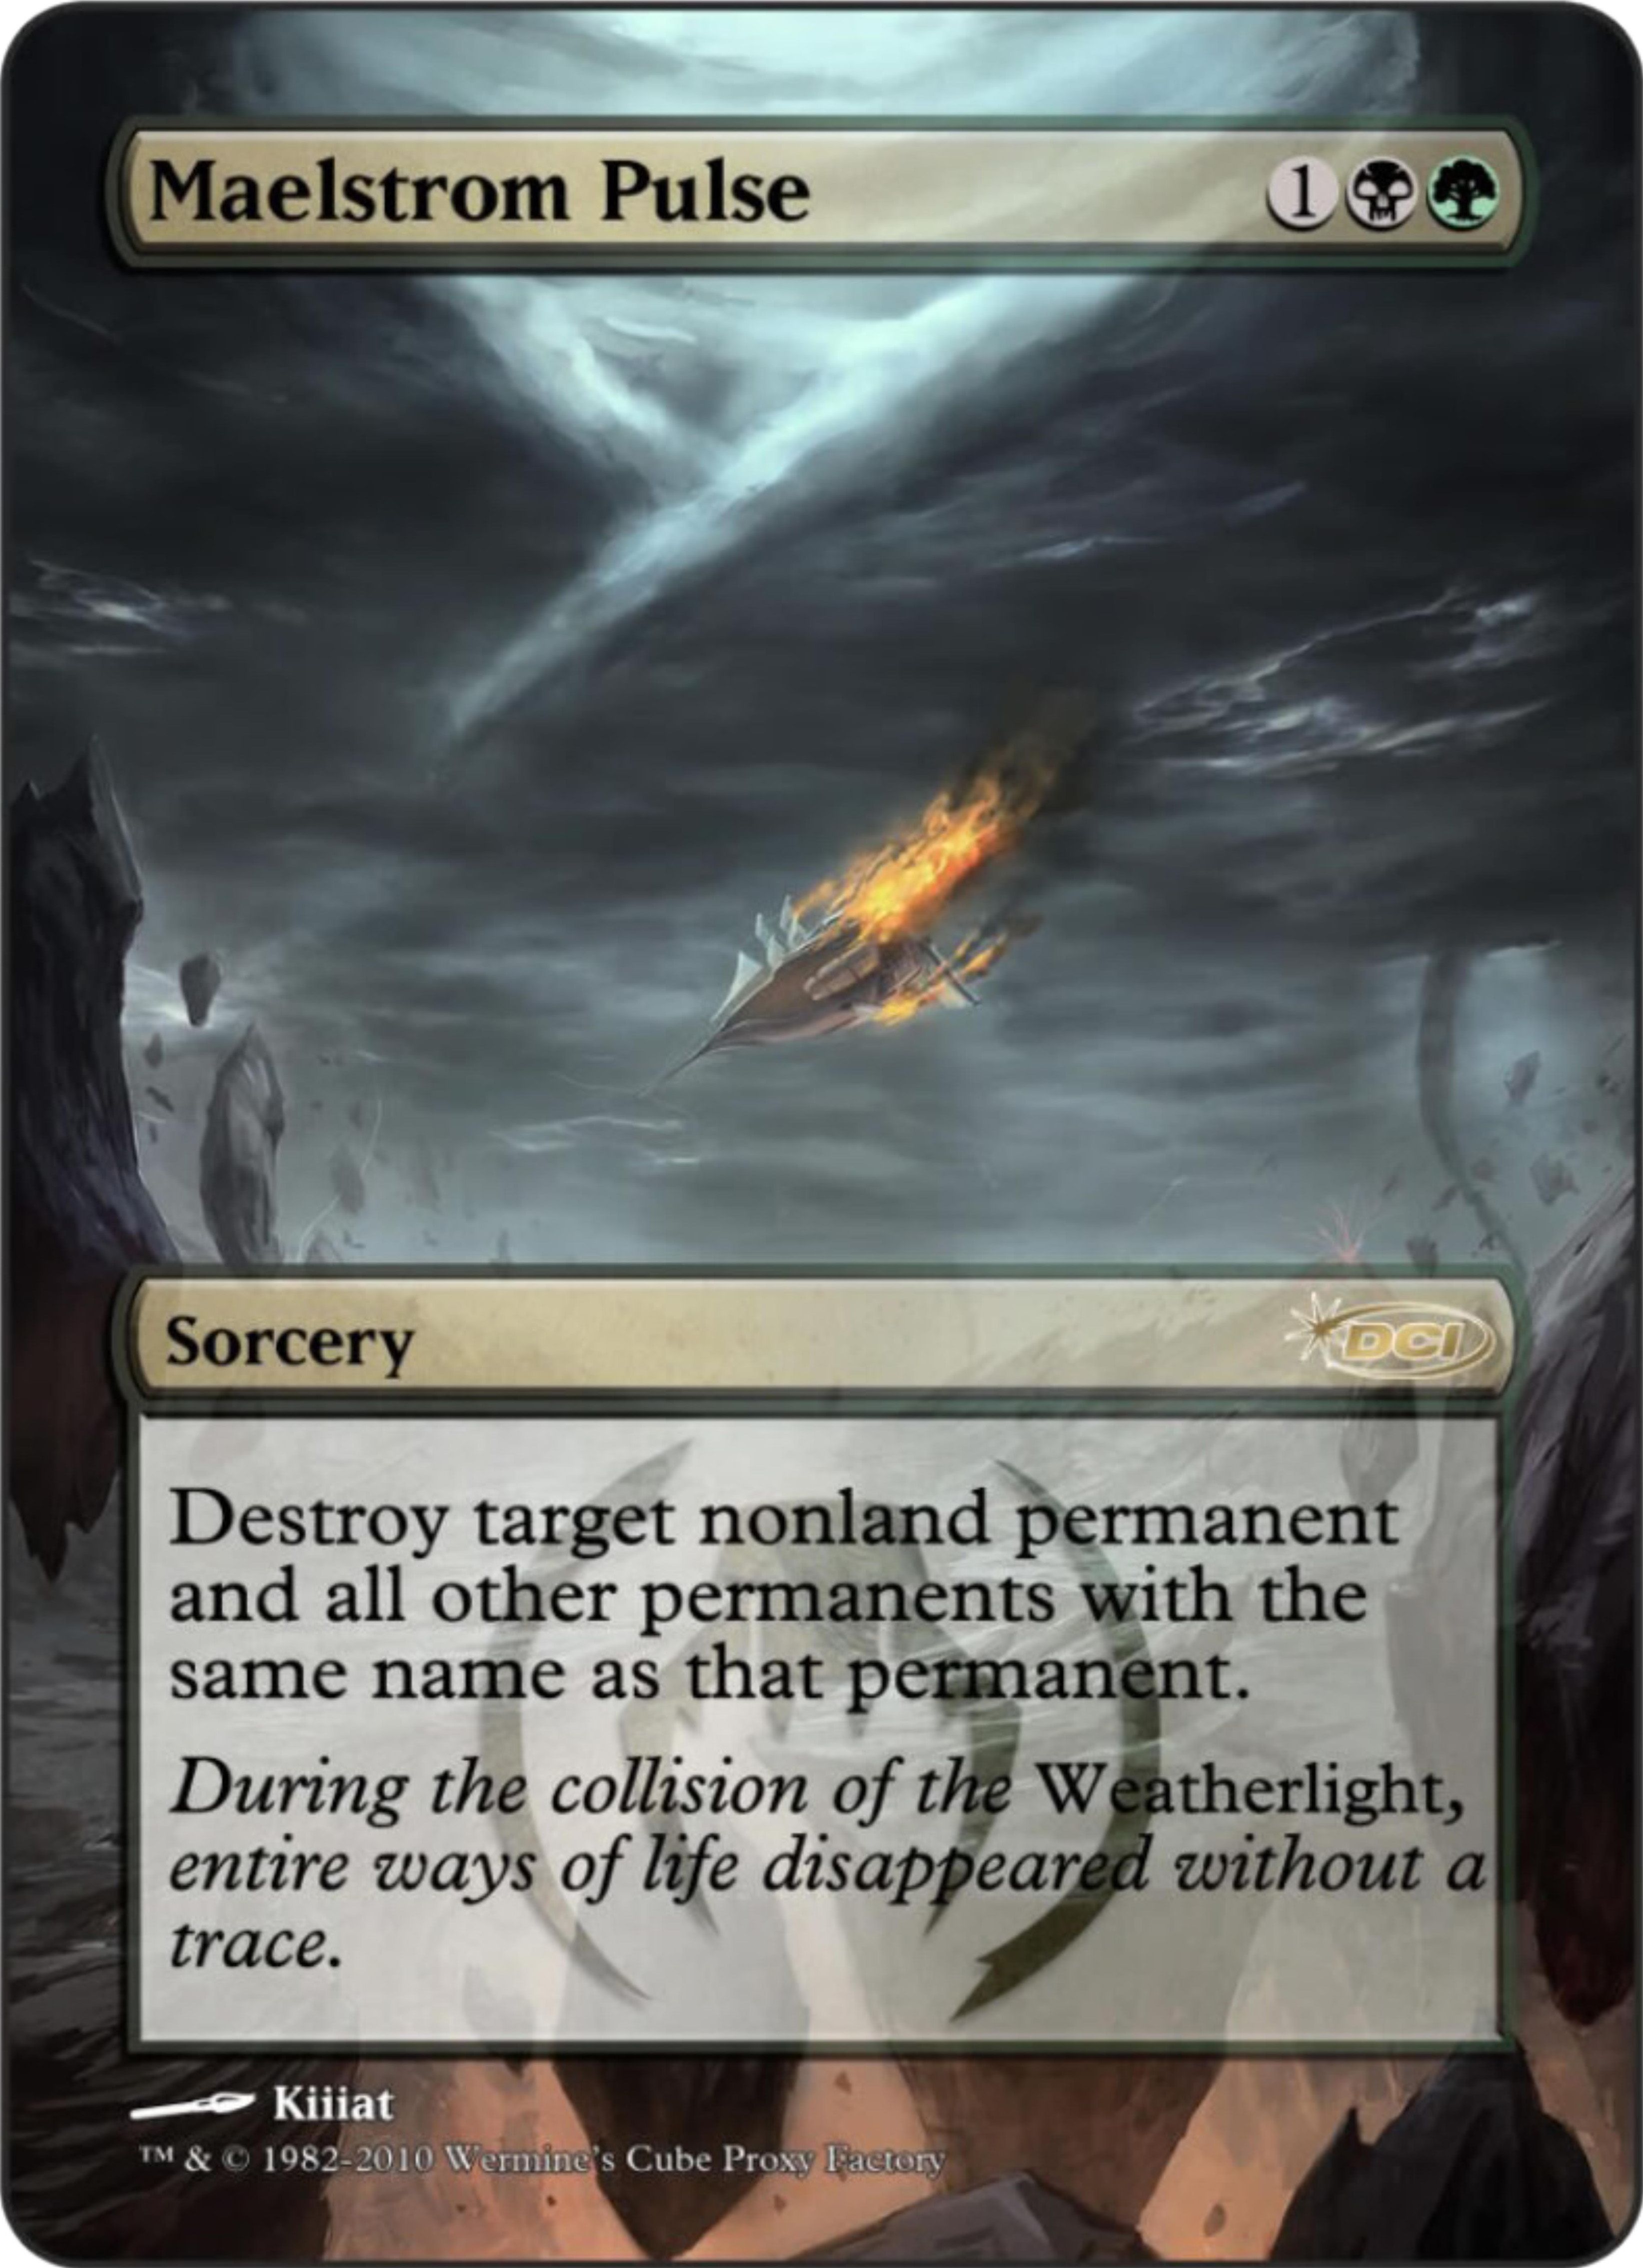 Maelstrom Pulse 1
Sorcery DCI
Destroy target nonland permanent
and all other permanents with the
same name as that permanent.
During the collision of the Weatherlight,
entire ways of life disappeared without a
trace.
Kiiiat
™ & © 1982-2010 Wermine's Cube Proxy Factory